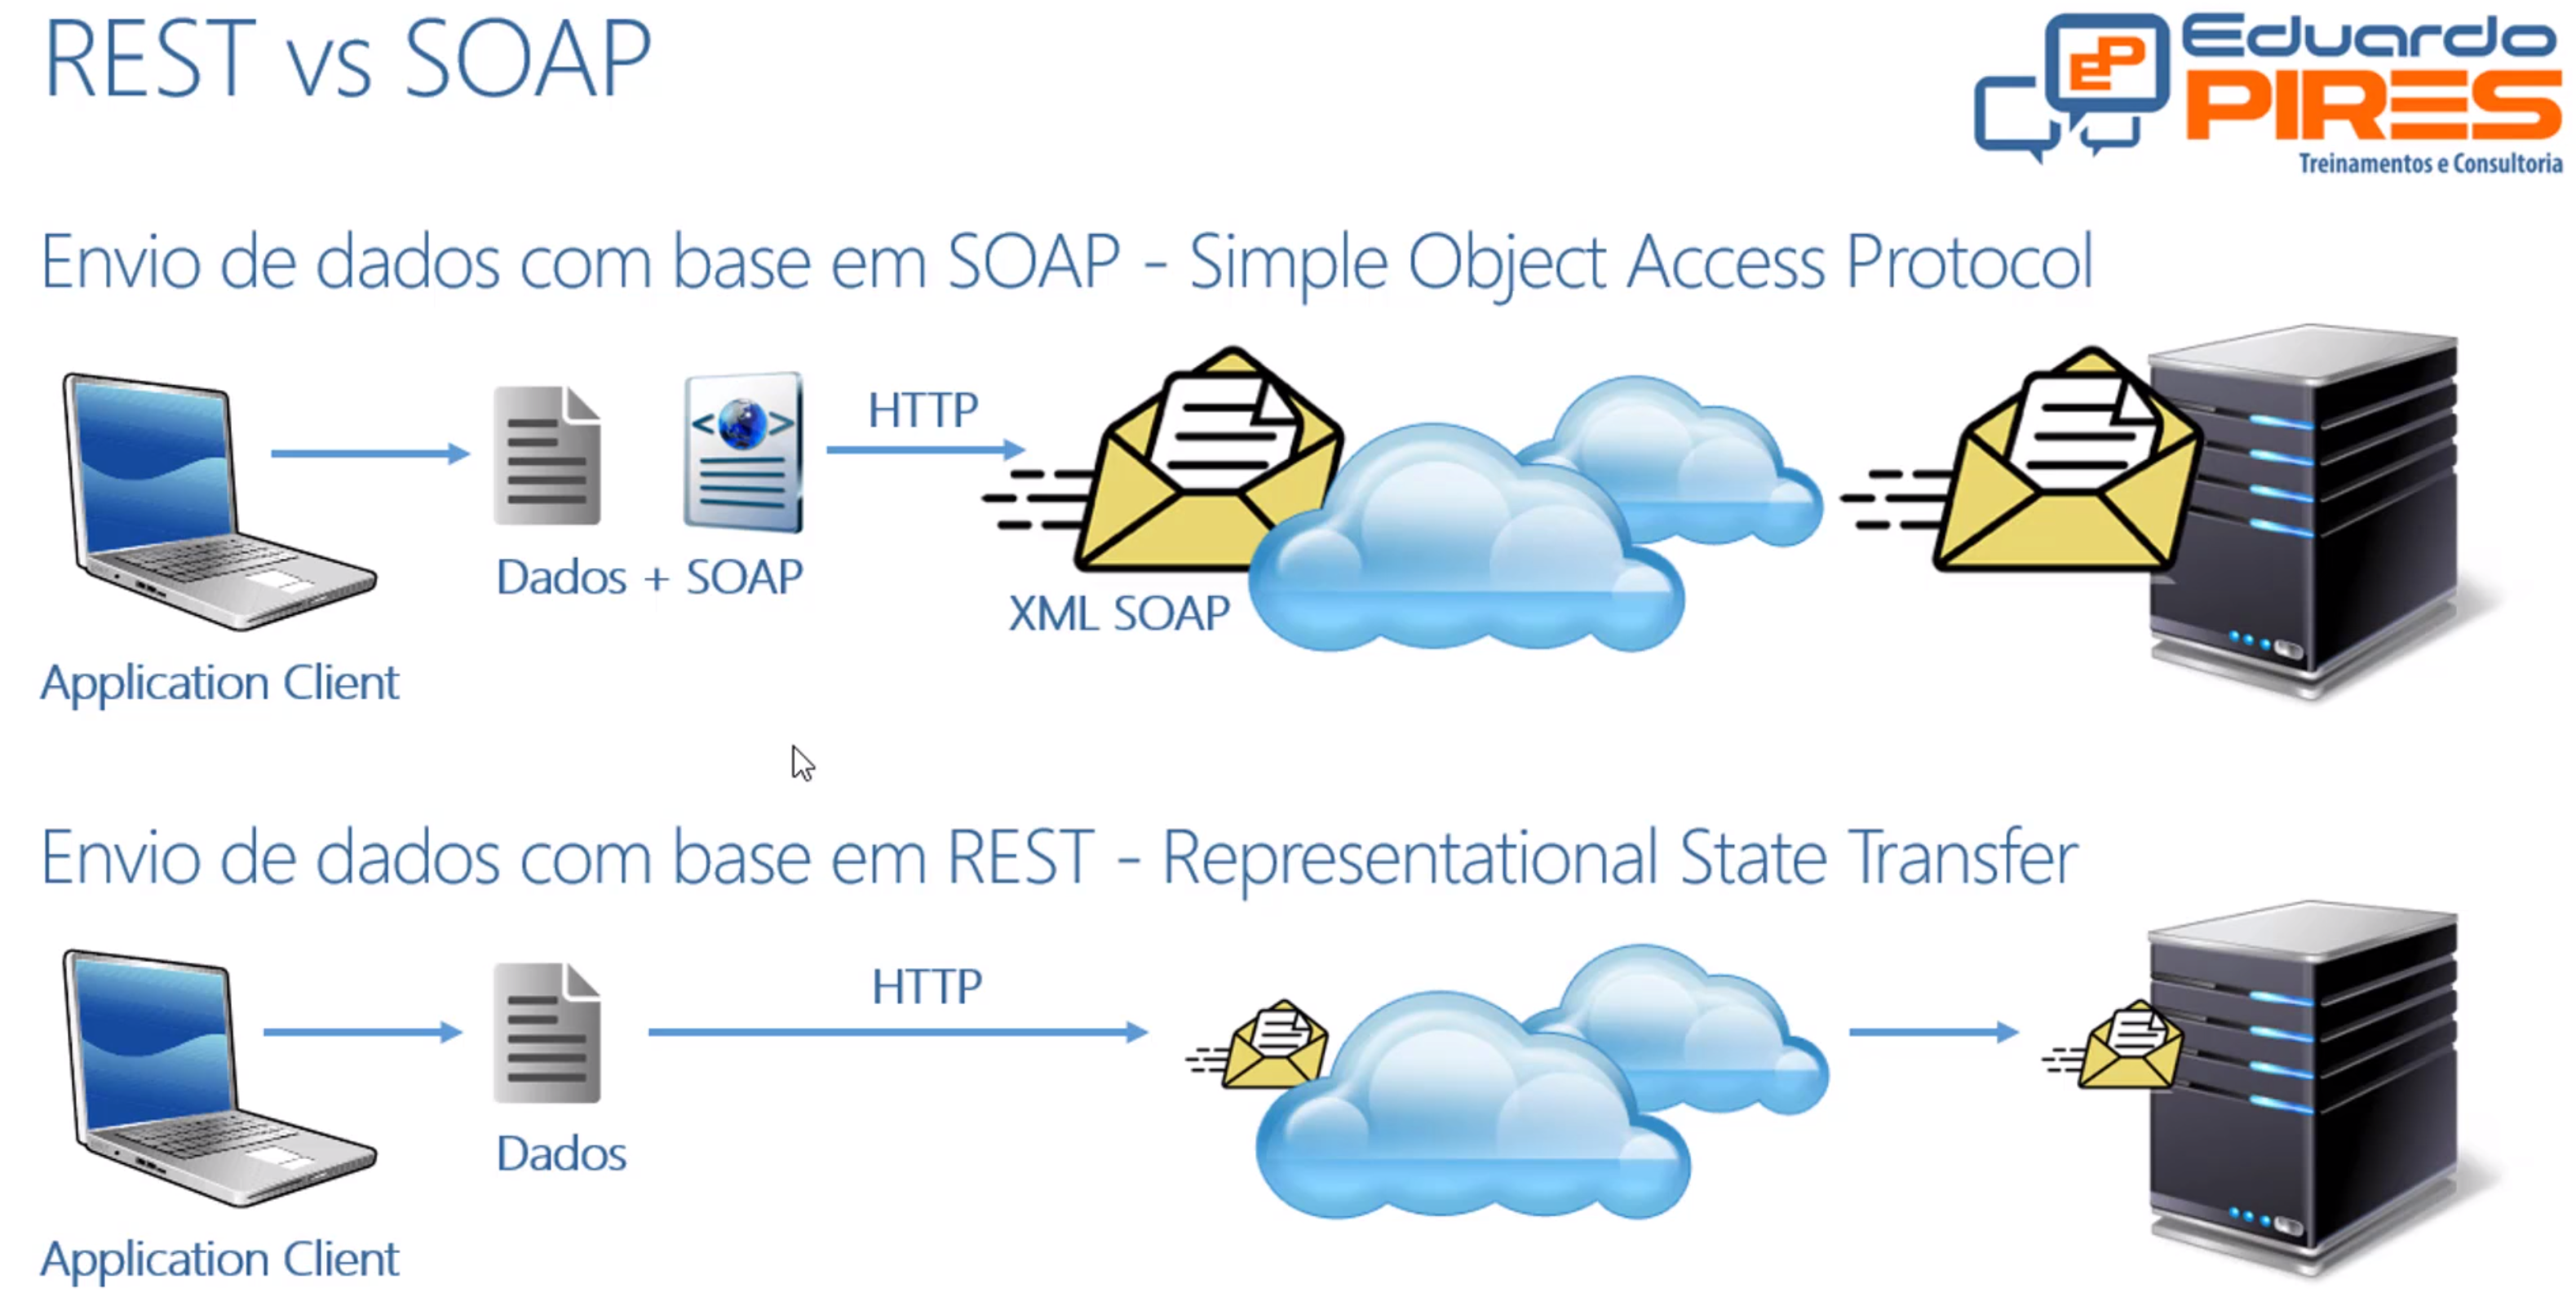 REST vs SOAP
eP
Eduardo
PIRES
Treinamentos e Consultoria
Envio de dados com base em SOAP - Simple Object Access Protocol
HTTP
Dados + SOAP
XML SOAP
Application Client
Envio de dados com base em REST - Representational State Transfer
HTTP
Dados
Application Client